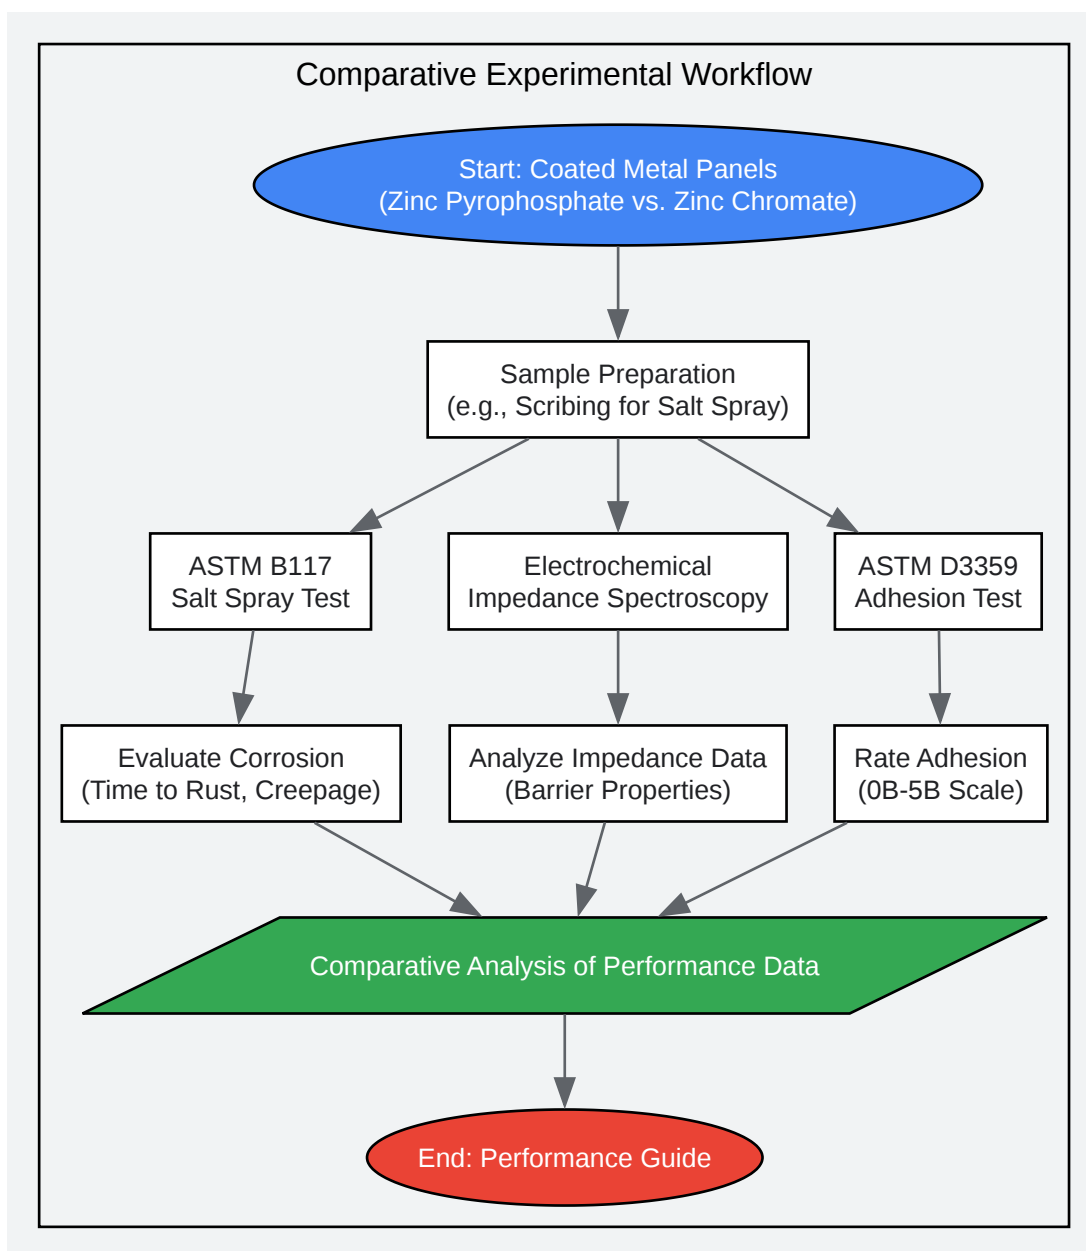 Comparative Experimental Workflow
Start: Coated Metal Panels
(Zinc Pyrophosphate vs. Zinc Chromate)
Sample Preparation
(e.g., Scribing for Salt Spray)
ASTM B117
Salt Spray Test
Electrochemical
Impedance Spectroscopy
ASTM D3359
Adhesion Test
Evaluate Corrosion
(Time to Rust, Creepage)
Analyze Impedance Data
(Barrier Properties)
Rate Adhesion
(0B-5B Scale)
Comparative Analysis of Performance Data
End: Performance Guide